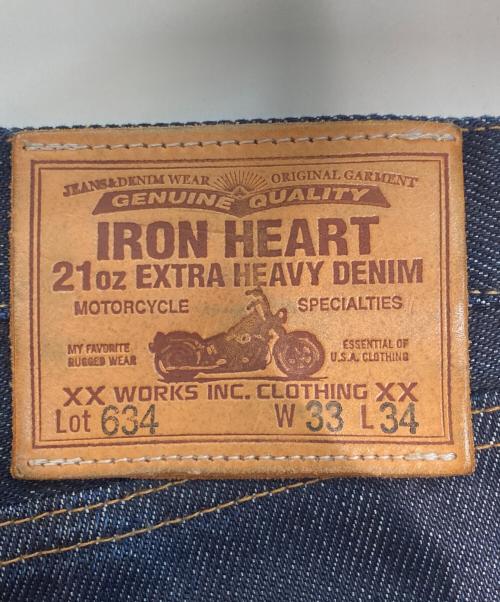 JEANS&DENIM WEAR ORIGINAL GARMENT
GENUINE QUALITY
IRON HEART
21oz EXTRA HEAVY DENIM
MOTORCYCLE SPECIALTIES
MY FAVORITE ESSENTIAL OF
RUGGED WEAR U.S.A. CLOTHING
XX WORKS INC. CLOTHING XX
Lot 634 W 33 L 34